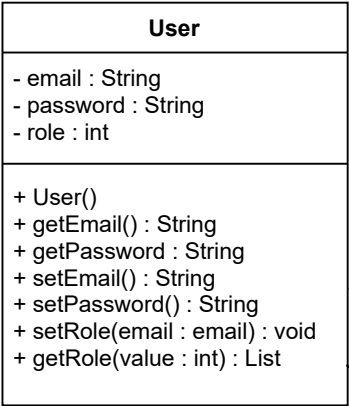 User
- email : String
- password : String
- role : int
+ User()
+ getEmail() : String
+ getPassword : String
+ setEmail() : String
+ setPassword() : String
+ setRole(email : email) : void
+ getRole(value : int) : List